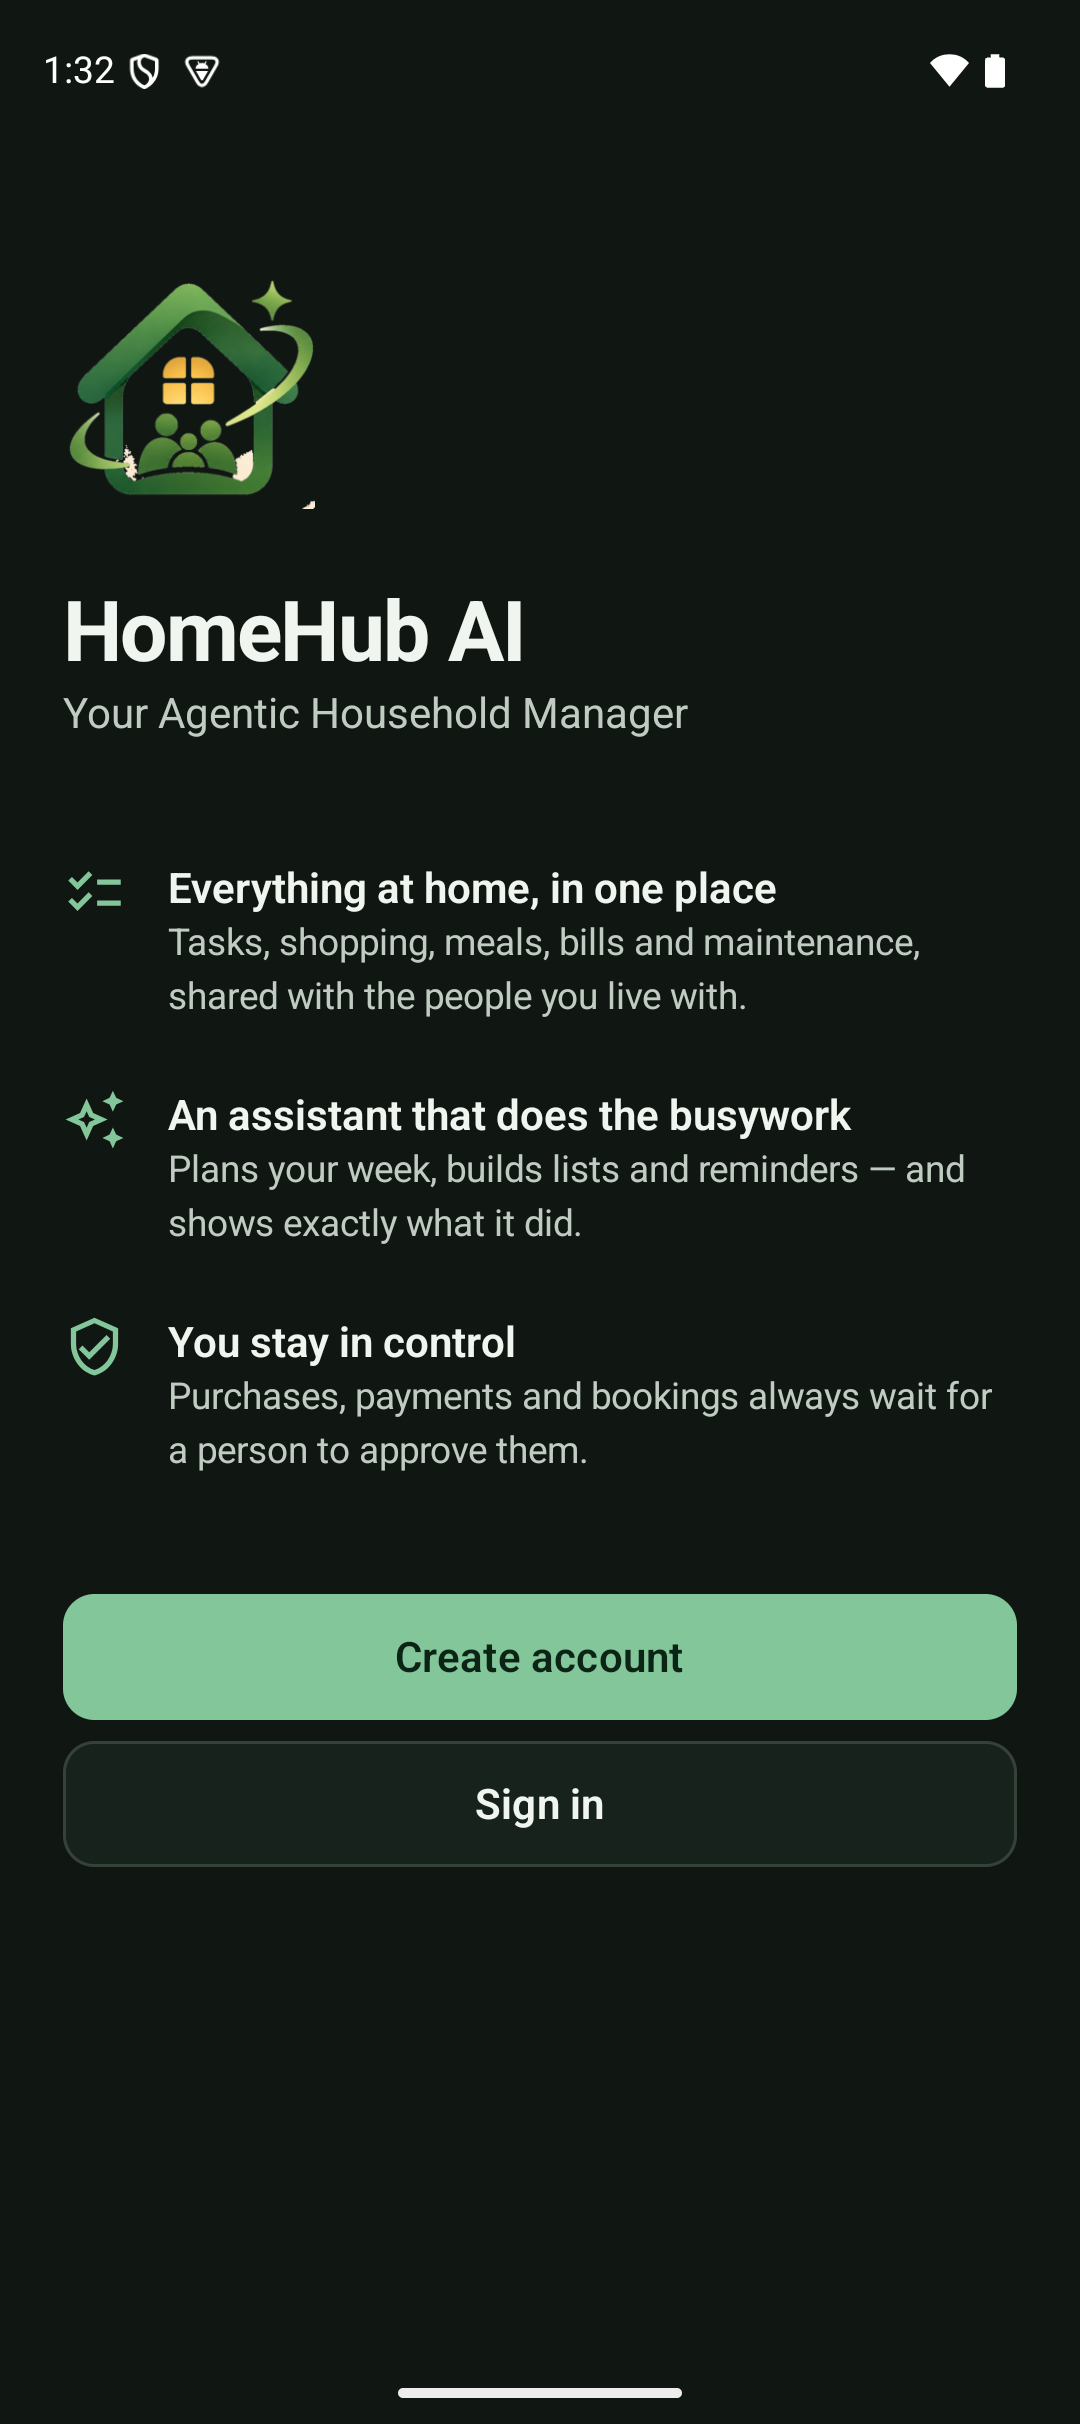 1:32
HomeHub AI
Your Agentic Household Manager
Everything at home, in one place
Tasks, shopping, meals, bills and maintenance,
shared with the people you live with.
An assistant that does the busywork
Plans your week, builds lists and reminders — and
shows exactly what it did.
You stay in control
Purchases, payments and bookings always wait for
a person to approve them.
Create account
Sign in